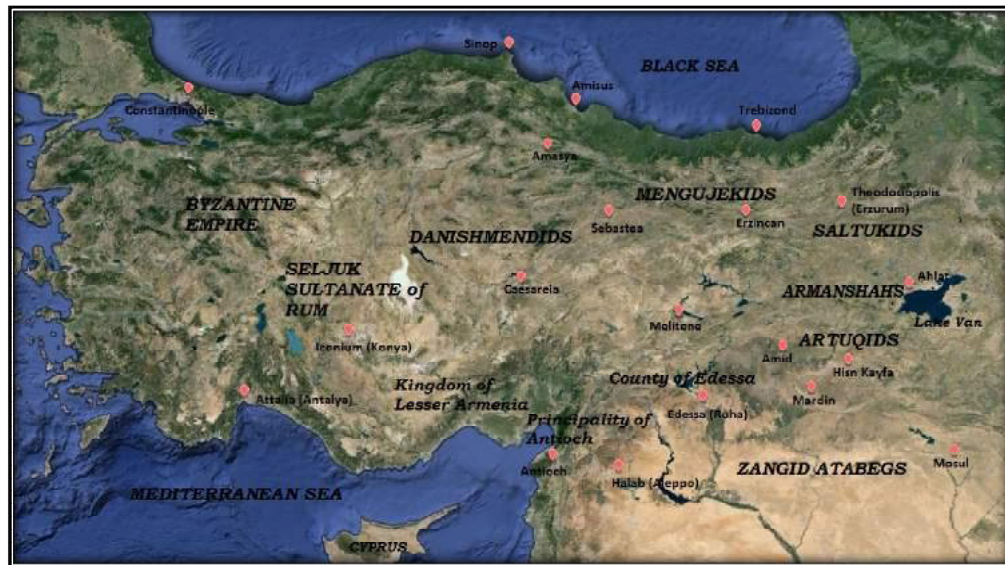 Sinop
BLACK SEA
Constantinople
Amisus
Trebizond
Amasya
BYZANTINE
EMPIRE
MENGUJEKIDS
Theodosiopolis
(Erzurum)
Sebastea
Erzincan
SALTUKIDS
DANISHMENDIDS
SELJUK
SULTANATE of
RUM
Caesareia
Ahlat
ARMANSHAHS
Lake Van
Melitene
Iconium (Konya)
ARTUQIDS
Amid
Hisn Kayfa
County of Edessa
Kingdom of
Lesser Armenia
Mardin
Attalia (Antalya)
Edessa (Ruha)
Principality of
Antioch
Antioch
Halab (Aleppo)
ZANGID ATABEGS
Mosul
MEDITERRANEAN SEA
CYPRUS